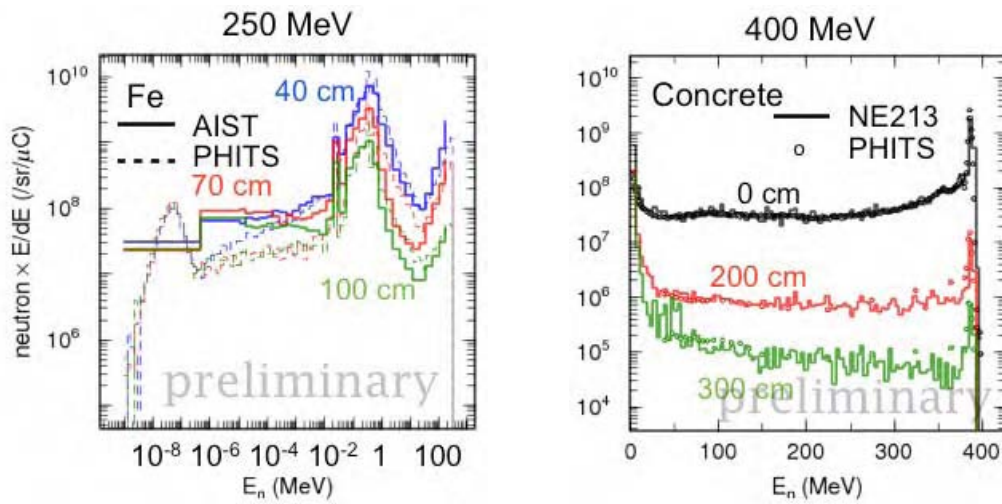 250 MeV
neutron × E/dE (/sr/μC)
10^10
10^8
10^6
Fe
AIST
PHITS
40 cm
70 cm
100 cm
preliminary
10^-8 10^-6 10^-4 10^-2 1 100
E_n (MeV)
400 MeV
10^10
10^9
10^8
10^7
10^6
10^5
10^4
Concrete
NE213
PHITS
0 cm
200 cm
300 cm
preliminary
0 100 200 300 400
E_n (MeV)